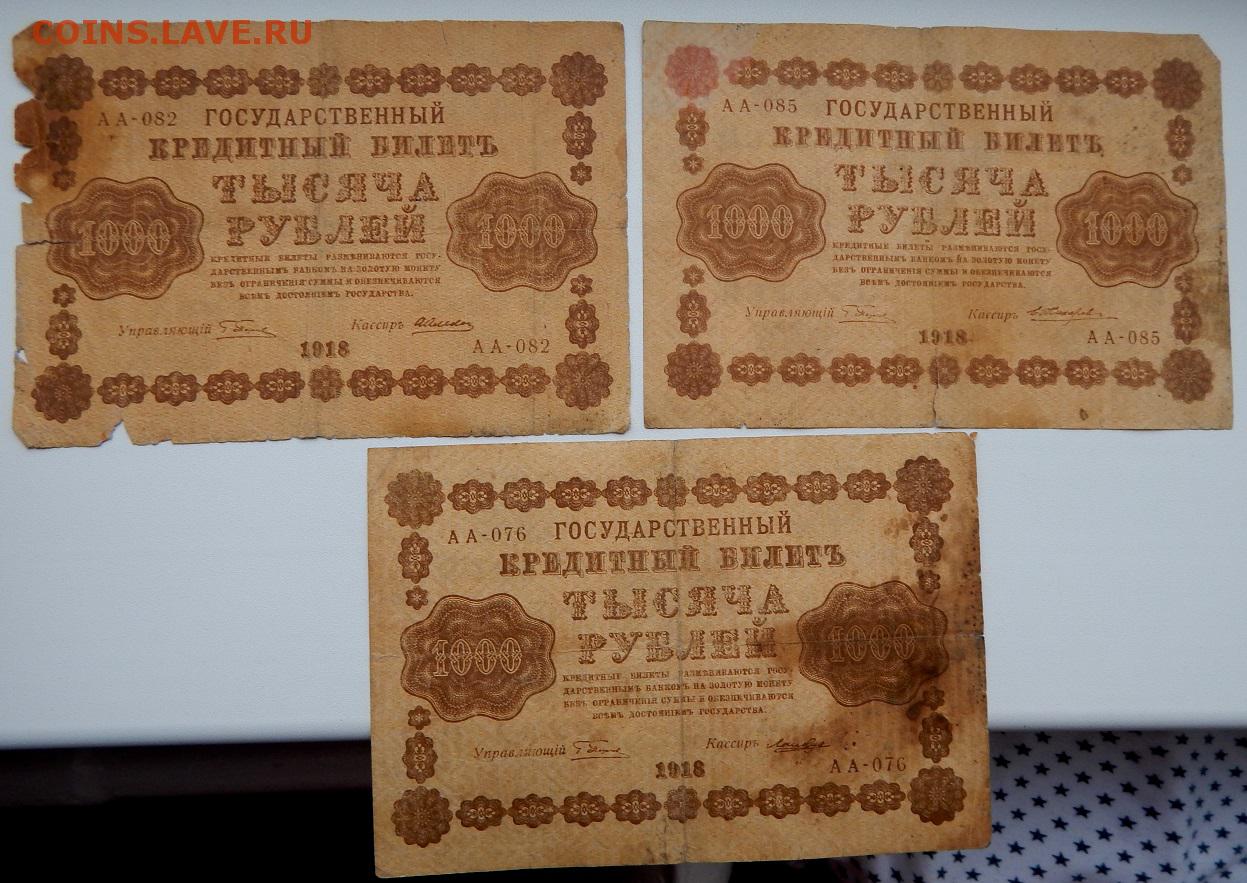 COINS.LAVE.RU
АА-082 ГОСУДАРСТВЕННЫЙ
КРЕДИТНЫЙ БИЛЕТЪ
ТЫСЯЧА
РУБЛЕЙ
1000 1000
КРЕДИТНЫЕ БИЛЕТЫ РАЗМѢНИВАЮТСЯ ГОСУ-
ДАРСТВЕННЫМЪ БАНКОМЪ НА ЗОЛОТУЮ МОНЕТУ
БЕЗЪ ОГРАНИЧЕНІЯ СУММЫ И ОБЕЗПЕЧИВАЮТСЯ
ВСѢМЪ ДОСТОЯНІЕМЪ ГОСУДАРСТВА.
Управляющій Кассиръ
1918 АА-082
АА-085 ГОСУДАРСТВЕННЫЙ
КРЕДИТНЫЙ БИЛЕТЪ
ТЫСЯЧА
РУБЛЕЙ
1000 1000
КРЕДИТНЫЕ БИЛЕТЫ РАЗМѢНИВАЮТСЯ ГОСУ-
ДАРСТВЕННЫМЪ БАНКОМЪ НА ЗОЛОТУЮ МОНЕТУ
БЕЗЪ ОГРАНИЧЕНІЯ СУММЫ И ОБЕЗПЕЧИВАЮТСЯ
ВСѢМЪ ДОСТОЯНІЕМЪ ГОСУДАРСТВА.
Управляющій Кассиръ
1918 АА-085
АА-076 ГОСУДАРСТВЕННЫЙ
КРЕДИТНЫЙ БИЛЕТЪ
ТЫСЯЧА
РУБЛЕЙ
1000 1000
КРЕДИТНЫЕ БИЛЕТЫ РАЗМѢНИВАЮТСЯ ГОСУ-
ДАРСТВЕННЫМЪ БАНКОМЪ НА ЗОЛОТУЮ МОНЕТУ
БЕЗЪ ОГРАНИЧЕНІЯ СУММЫ И ОБЕЗПЕЧИВАЮТСЯ
ВСѢМЪ ДОСТОЯНІЕМЪ ГОСУДАРСТВА.
Управляющій Кассиръ
1918 АА-076